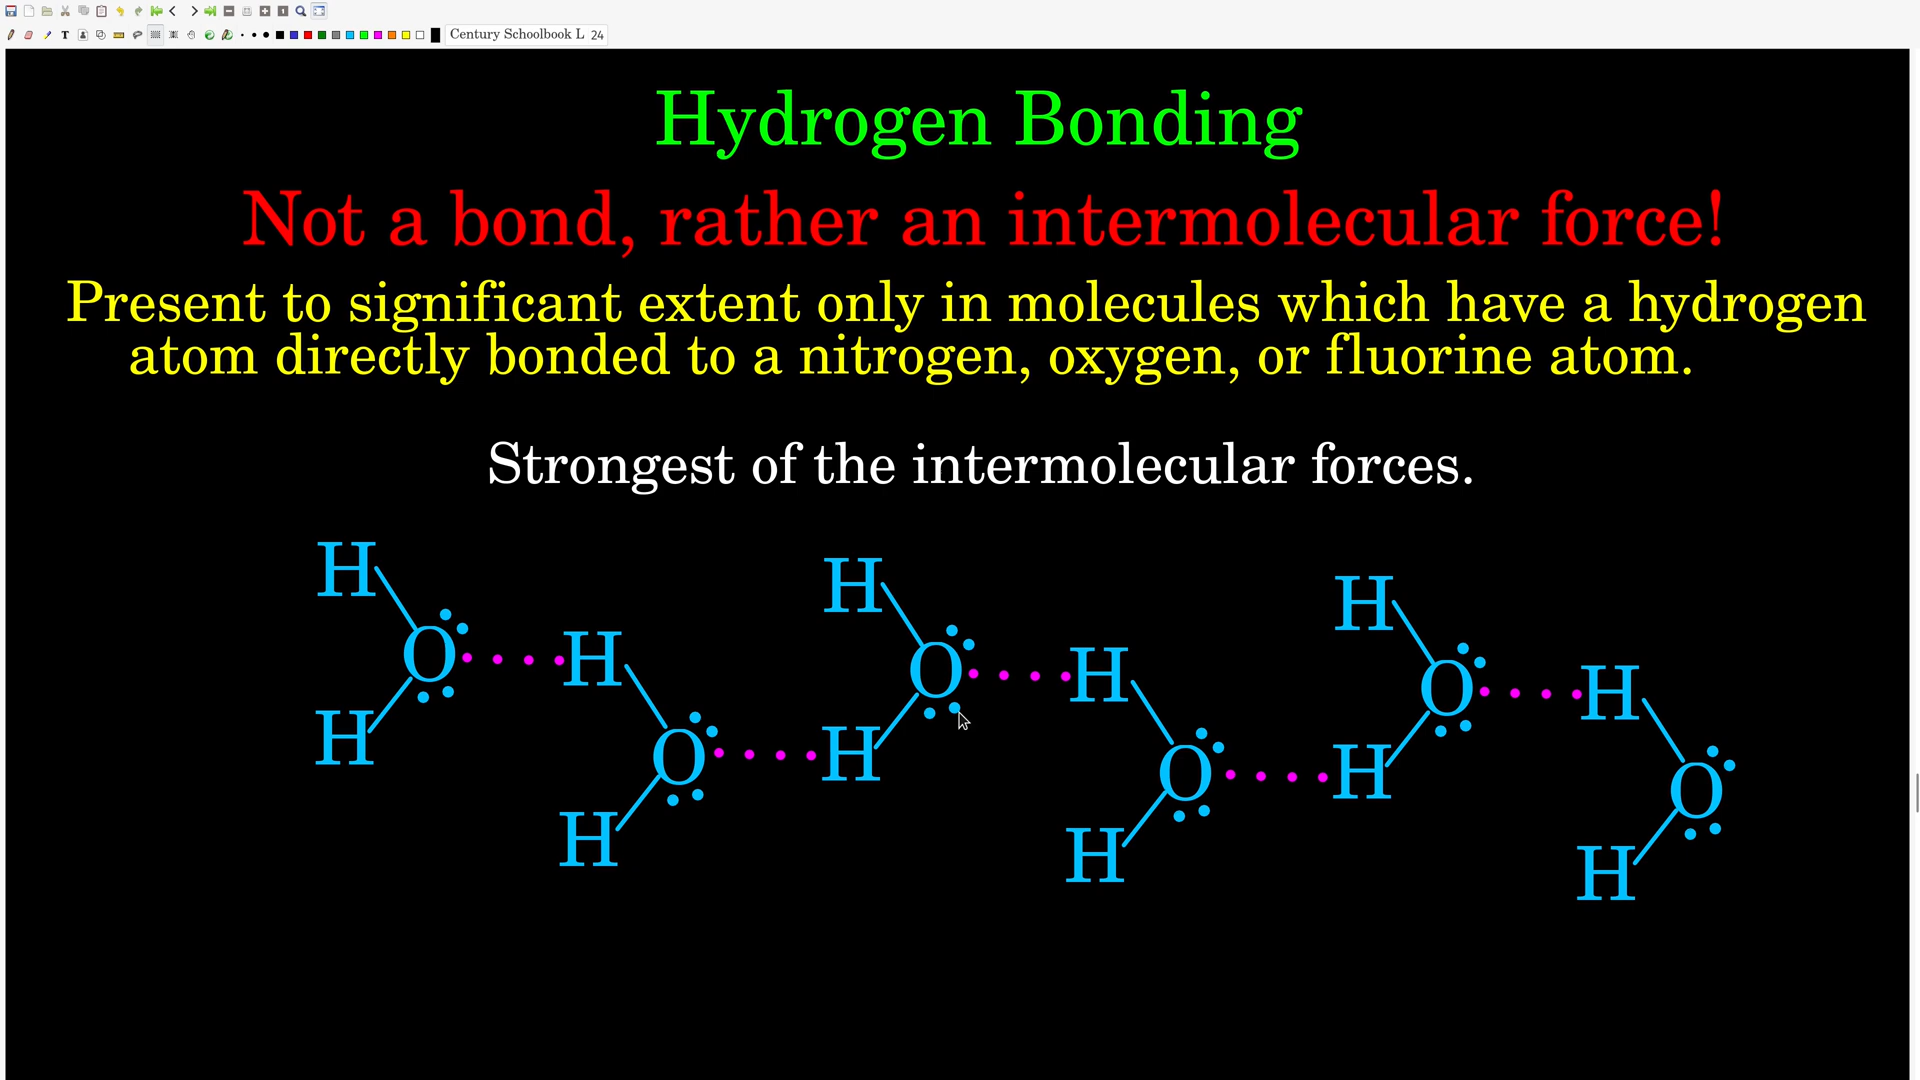 Century Schoolbook L 24
Hydrogen Bonding
Not a bond, rather an intermolecular force!
Present to significant extent only in molecules which have a hydrogen
atom directly bonded to a nitrogen, oxygen, or fluorine atom.
Strongest of the intermolecular forces.
H H H
O H O H O H
H O H O H O
H H H